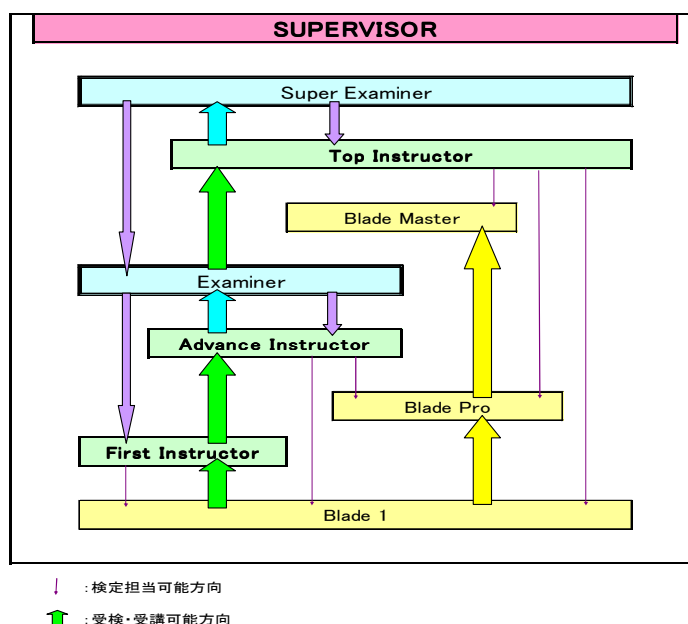 SUPERVISOR
Super Examiner
Top Instructor
Blade Master
Examiner
Advance Instructor
Blade Pro
First Instructor
Blade 1
:検定担当可能方向
:受検・受講可能方向